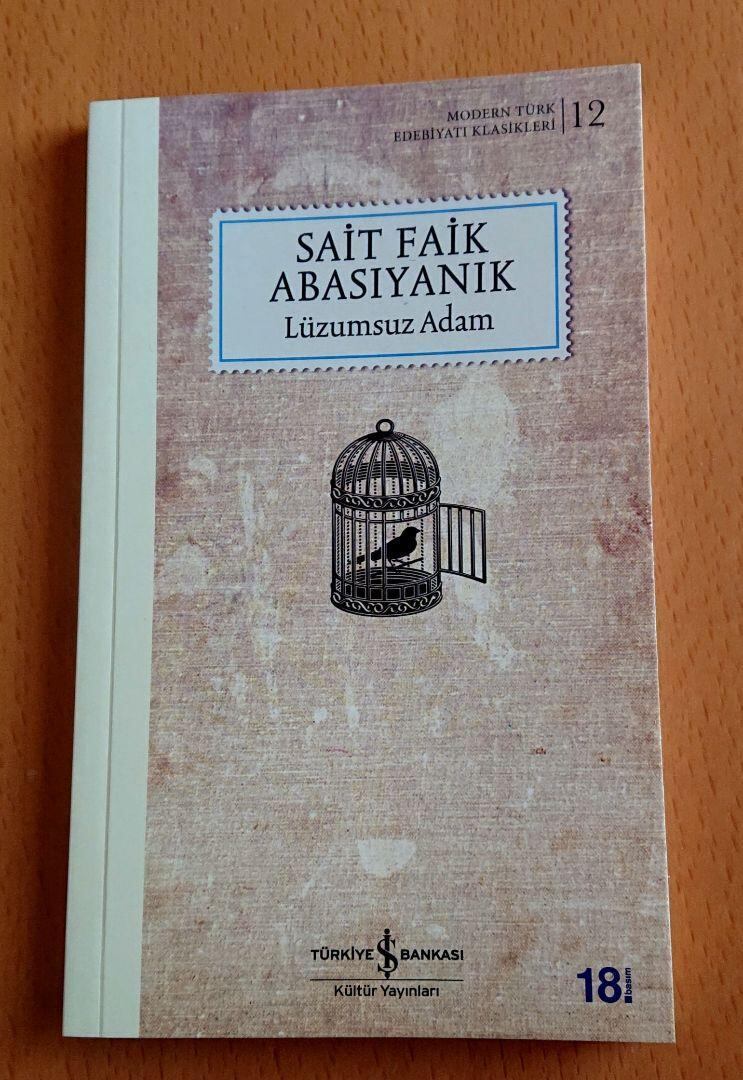 MODERN TÜRK
EDEBİYATI KLASİKLERİ
12
SAİT FAİK
ABASIYANIK
Lüzumsuz Adam
TÜRKİYE İŞ BANKASI
Kültür Yayınları
18.
basım